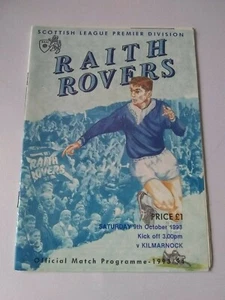 SCOTTISH LEAGUE PREMIER DIVISION
RAITH
ROVERS
RAITH
ROVERS
PRICE £1
SATURDAY 9th October 1993
Kick off 3.00pm
v KILMARNOCK
Official Match Programme